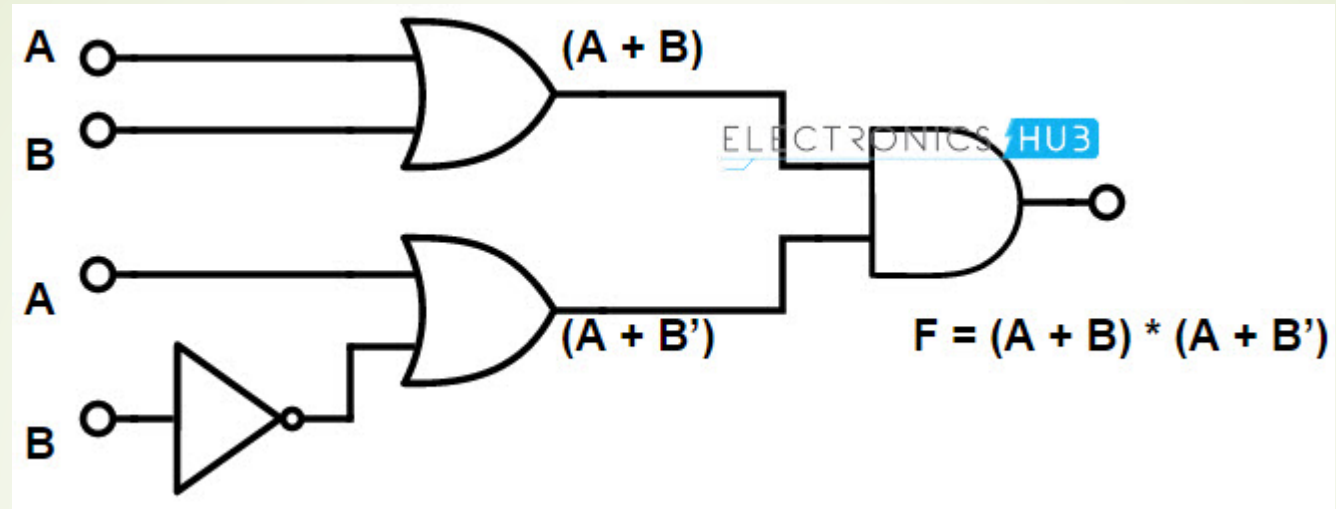 A
(A + B)
B
ELECTRONICS HUB
A
(A + B’)
F = (A + B) * (A + B’)
B